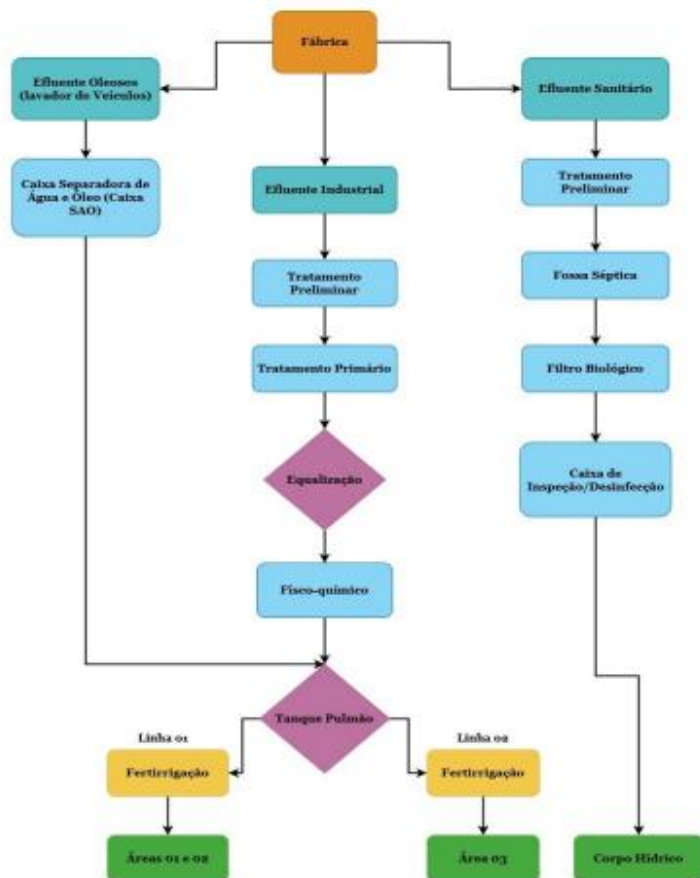 Fábrica
Efluente Oleosos
(lavador de Veículos)
Efluente Sanitário
Caixa Separadora de
Água e Óleo (Caixa
SAO)
Efluente Industrial
Tratamento
Preliminar
Tratamento
Preliminar
Fossa Séptica
Tratamento Primário
Filtro Biológico
Equalização
Caixa de
Inspeção/Desinfecção
Físco-químico
Tanque Pulmão
Linha 01
Linha 02
Fertirrigação
Fertirrigação
Áreas 01 e 02
Área 03
Corpo Hídrico